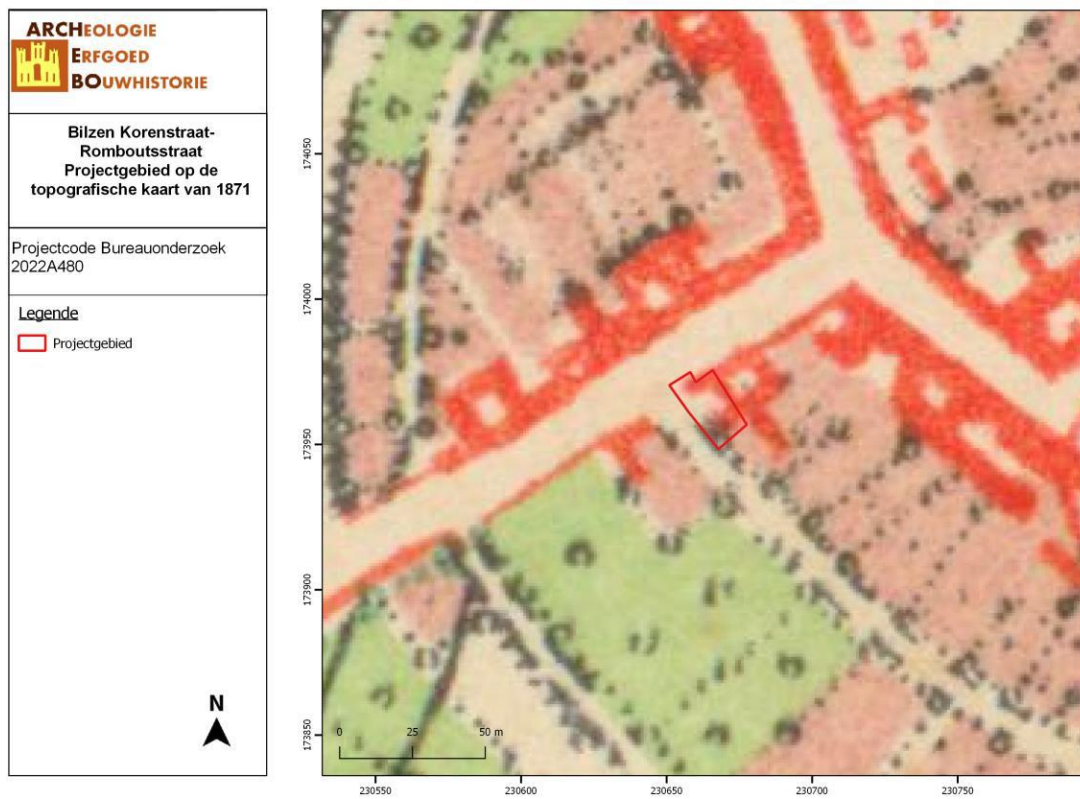 ARCHEOLOGIE
ERFGOED
BOUWHISTORIE
Bilzen Korenstraat-
Romboutsstraat
Projectgebied op de
topografische kaart van 1871
Projectcode Bureauonderzoek
2022A480
Legende
Projectgebied
N
174050
174000
173950
173900
173850
0 25 50 m
230550 230600 230650 230700 230750